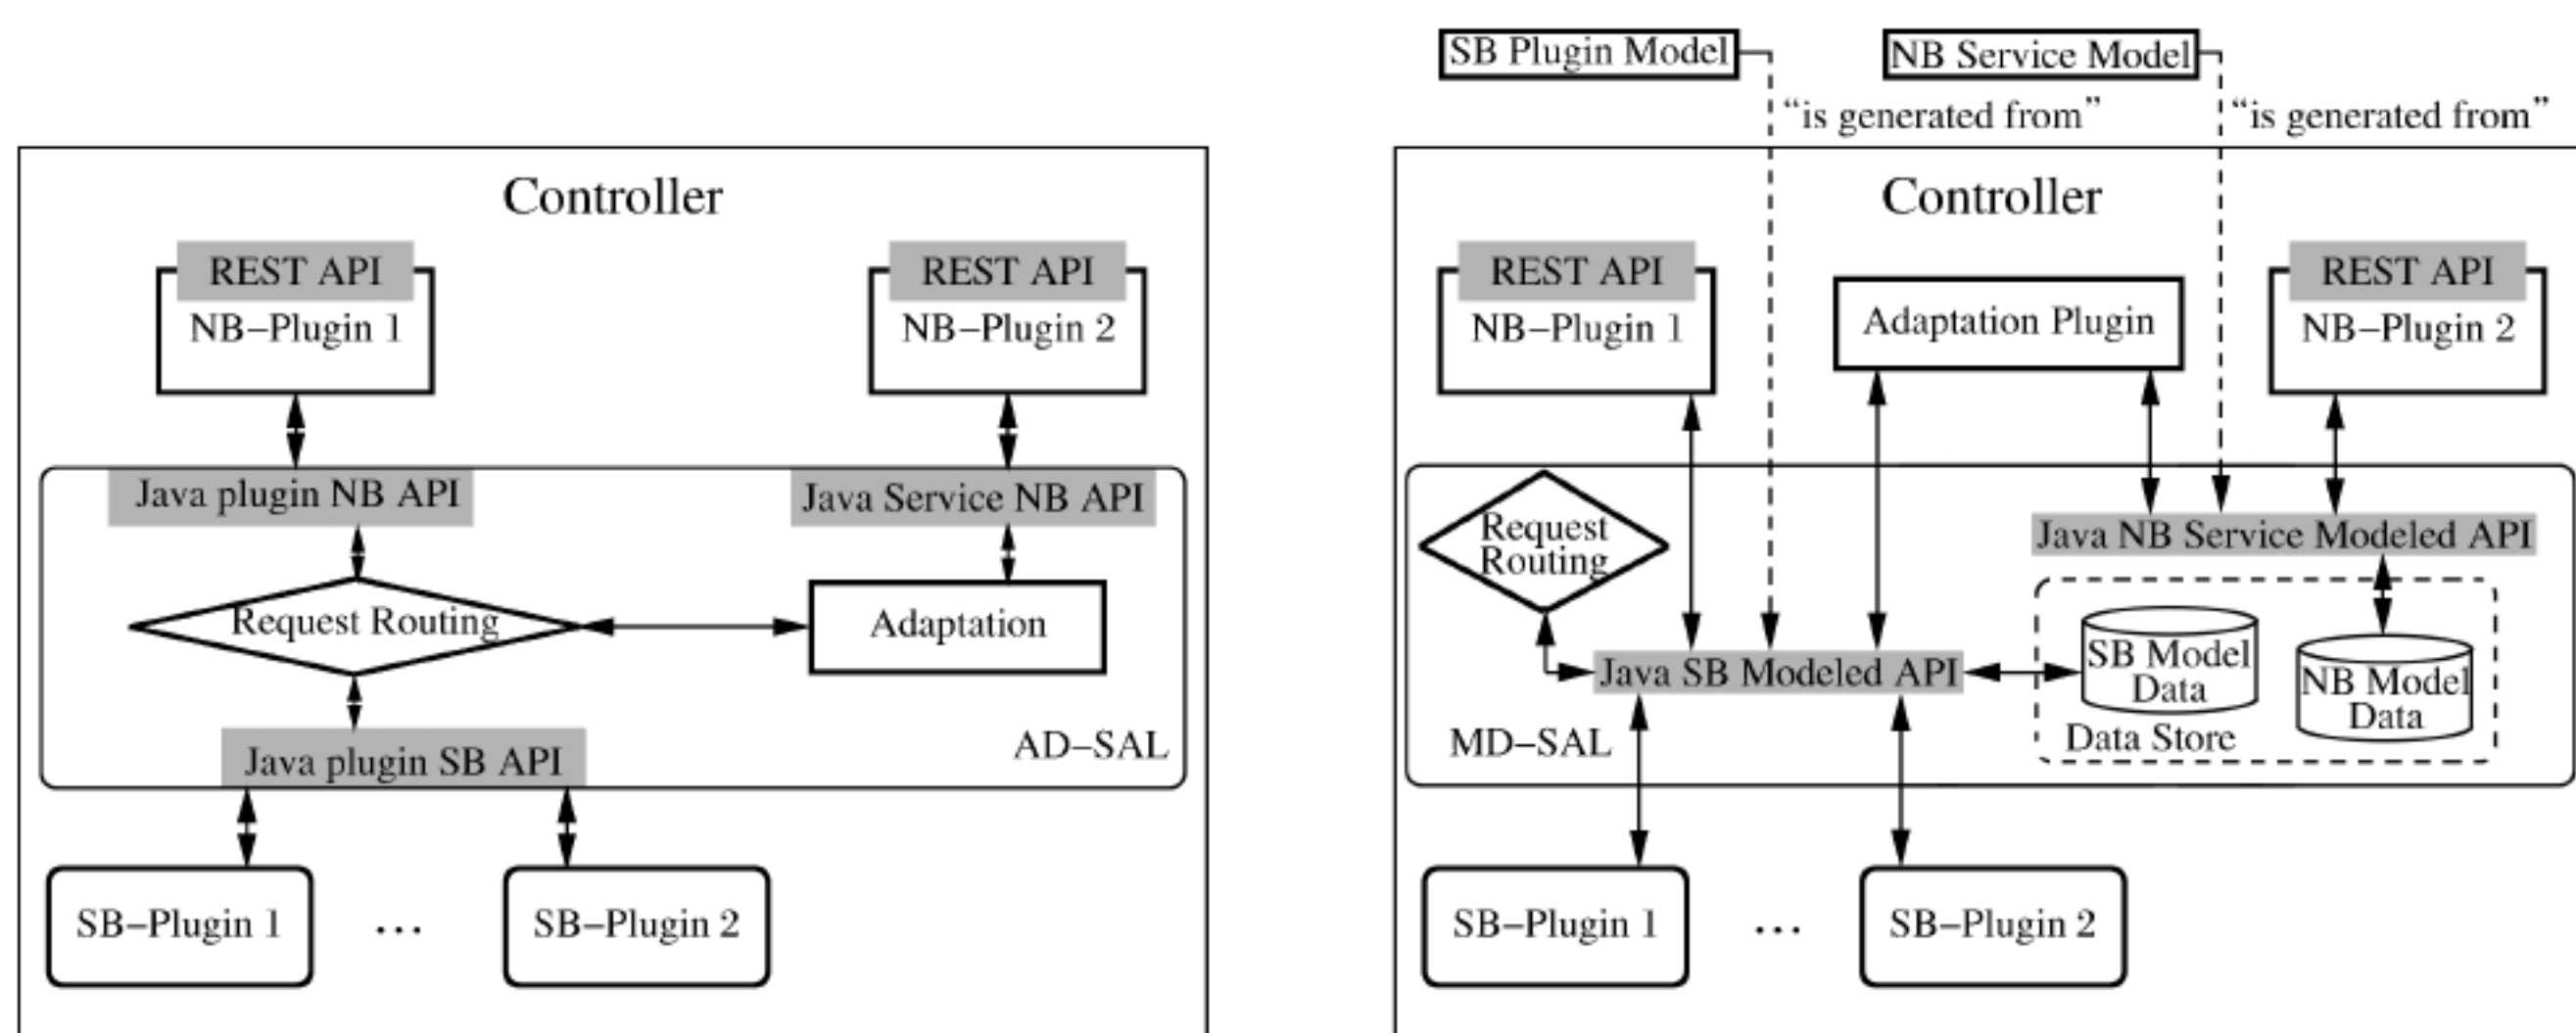 SB Plugin Model
NB Service Model
“is generated from”
“is generated from”
Controller
REST API
NB–Plugin 1
REST API
NB–Plugin 2
Java plugin NB API
Java Service NB API
Request Routing
Adaptation
AD–SAL
Java plugin SB API
SB–Plugin 1
...
SB–Plugin 2
Controller
REST API
NB–Plugin 1
Adaptation Plugin
REST API
NB–Plugin 2
Request
Routing
Java NB Service Modeled API
Java SB Modeled API
SB Model
Data
NB Model
Data
Data Store
MD–SAL
SB–Plugin 1
...
SB–Plugin 2